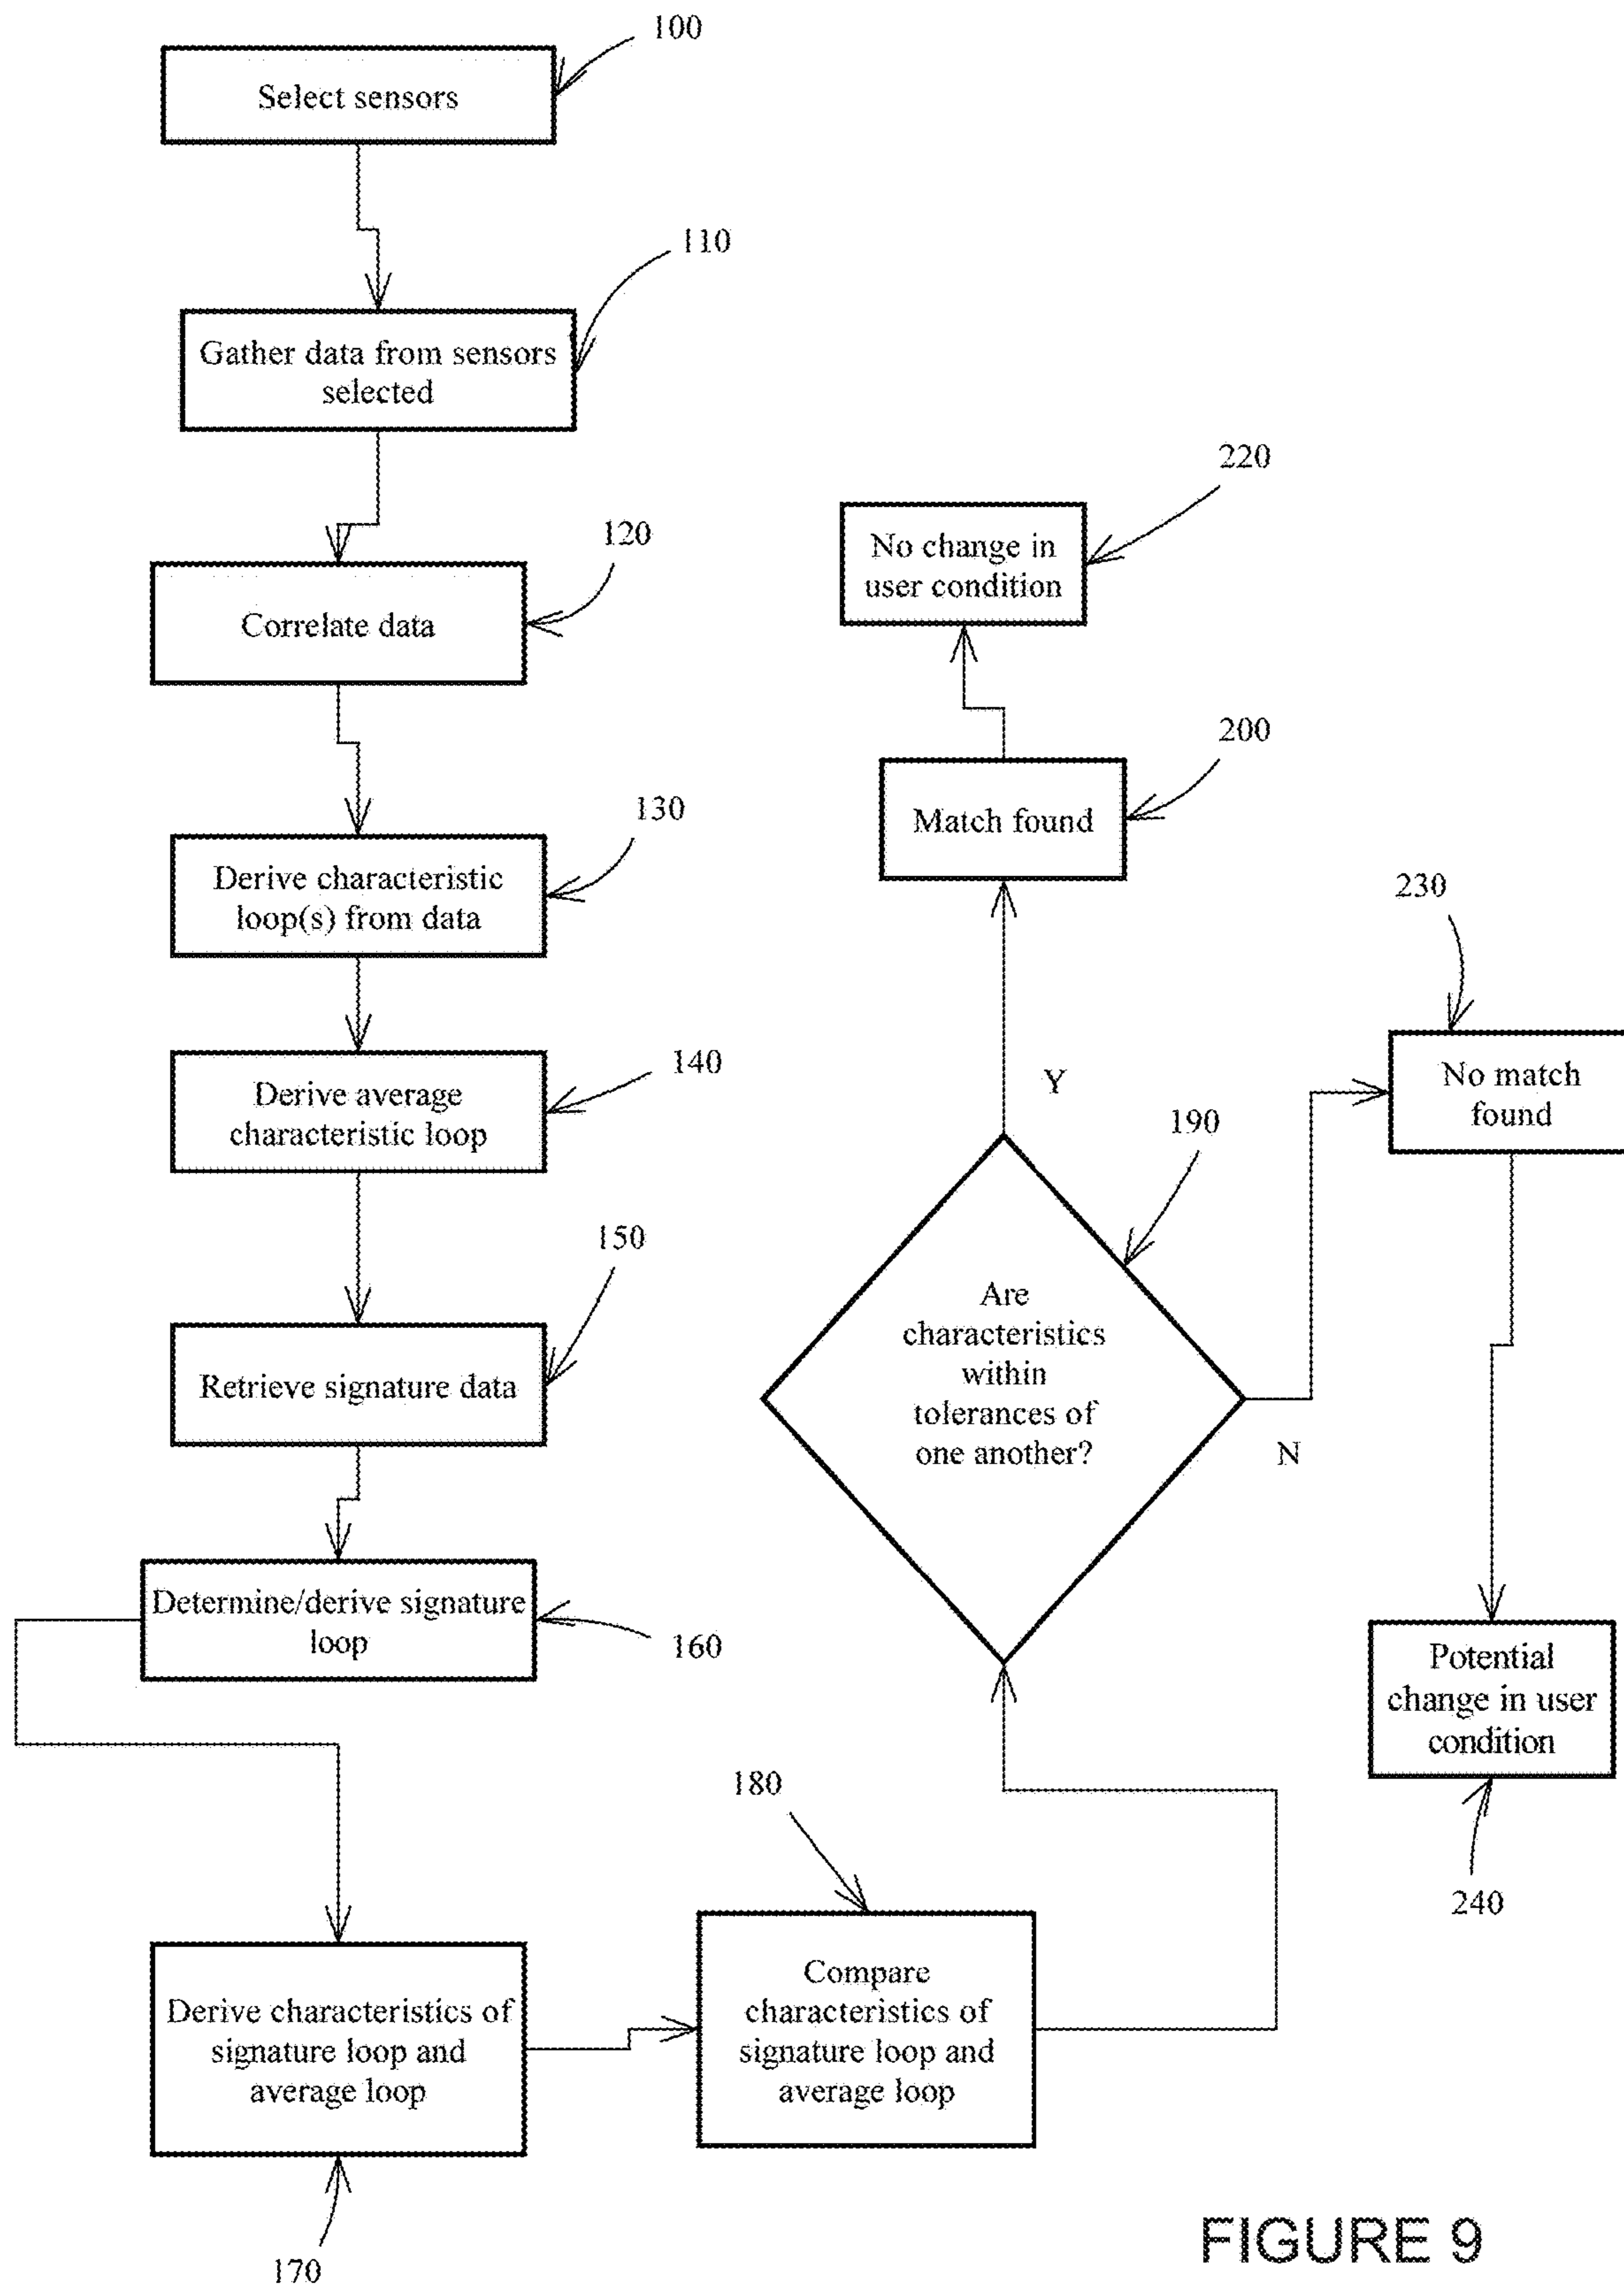 100
Select sensors
110
Gather data from sensors
selected
120
Correlate data
130
Derive characteristic
loop(s) from data
140
Derive average
characteristic loop
150
Retrieve signature data
160
Determine/derive signature
loop
170
Derive characteristics of
signature loop and
average loop
180
Compare
characteristics of
signature loop and
average loop
190
Are
characteristics
within
tolerances of
one another?
Y
N
200
Match found
220
No change in
user condition
230
No match
found
240
Potential
change in user
condition
FIGURE 9